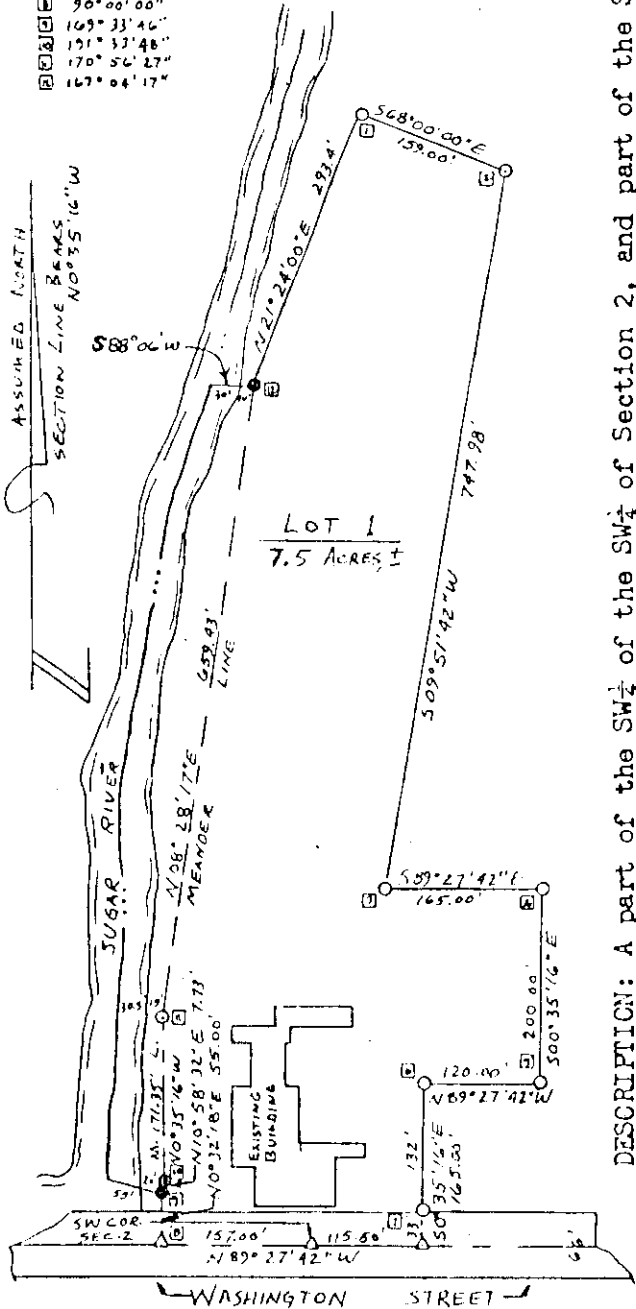 90°00'00"
169°33'46"
191°33'48"
170°56'27"
167°04'17"
ASSUMED NORTH
SECTION LINE BEARS
N0°35'16"W
S68°00'00"E
159.00'
N21°24'00"E 293.4'
S88°06'W
30'
LOT 1
7.5 ACRES ±
747.98'
S09°51'42"W
659.43'
LINE
N08°28'17"E
MEANDER
SUGAR RIVER
S89°27'42"E
165.00'
200.00'
S00°35'16"E
120.00'
N89°27'42"W
M. 171.35' L.
N0°35'16"W
N10°58'32"E 7.73'
N0°32'18"E 55.00'
EXISTING
BUILDING
132'
33'
S0°35'16"E
165.00'
SW COR.
SEC. 2
157.00'
115.60'
N89°27'42"W
WASHINGTON STREET
DESCRIPTION: A part of the SW¼ of the SW¼ of Section 2, and part of the